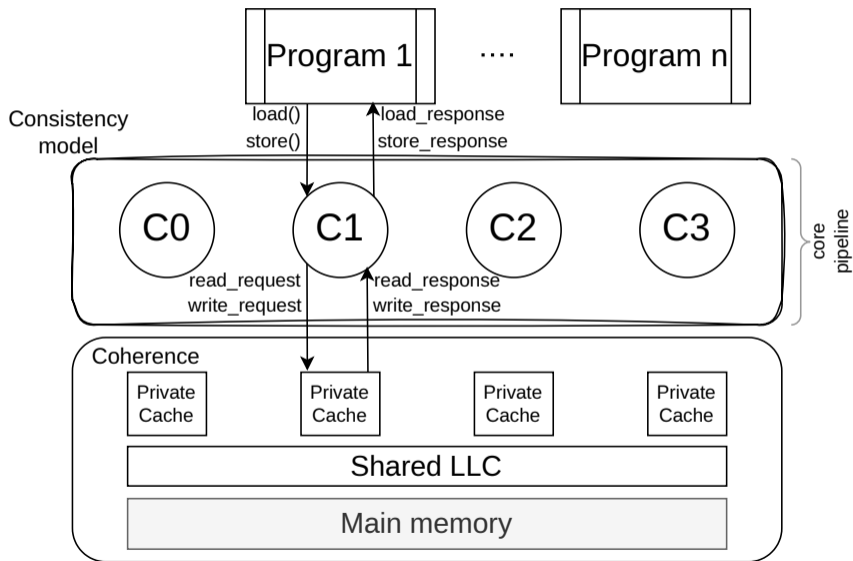 Program 1
....
Program n
load()
load_response
store()
store_response
Consistency
model
C0
C1
C2
C3
core
pipeline
read_request
read_response
write_request
write_response
Coherence
Private
Cache
Private
Cache
Private
Cache
Private
Cache
Shared LLC
Main memory